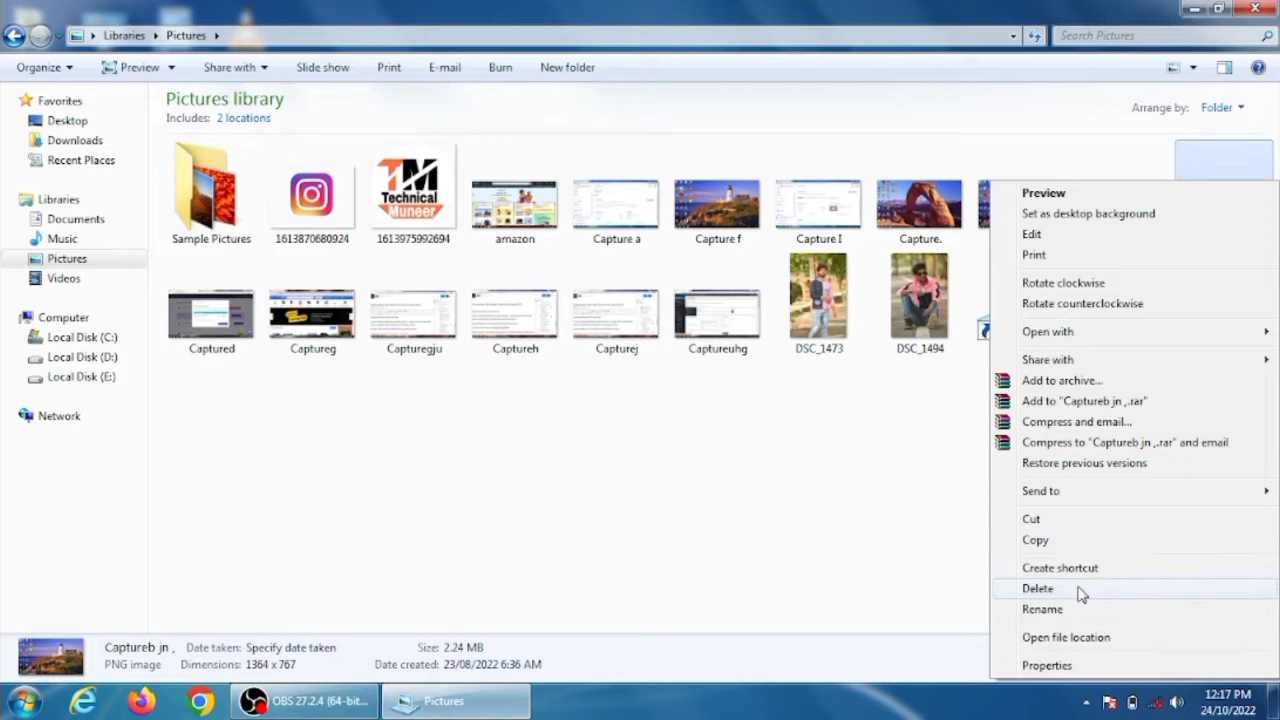 Libraries Pictures
Search Pictures
Organize Preview Share with Slide show Print E-mail Burn New folder
Favorites
Desktop
Downloads
Recent Places
Libraries
Documents
Music
Pictures
Videos
Computer
Local Disk (C:)
Local Disk (D:)
Local Disk (E:)
Network
Pictures library
Includes: 2 locations
Arrange by: Folder
TM
Technical
Muneer
Sample Pictures 1613870680924 1613975992694 amazon Capture a Capture f Capture I Capture.
Captured Captureg Capturegju Captureh Capturej Captureuhg DSC_1473 DSC_1494
Preview
Set as desktop background
Edit
Print
Rotate clockwise
Rotate counterclockwise
Open with
Share with
Add to archive...
Add to "Captureb jn ,.rar"
Compress and email...
Compress to "Captureb jn ,.rar" and email
Restore previous versions
Send to
Cut
Copy
Create shortcut
Delete
Rename
Open file location
Properties
Captureb jn , Date taken: Specify date taken Size: 2.24 MB
PNG image Dimensions: 1364 x 767 Date created: 23/08/2022 6:36 AM
OBS 27.2.4 (64-bit... Pictures
12:17 PM
24/10/2022